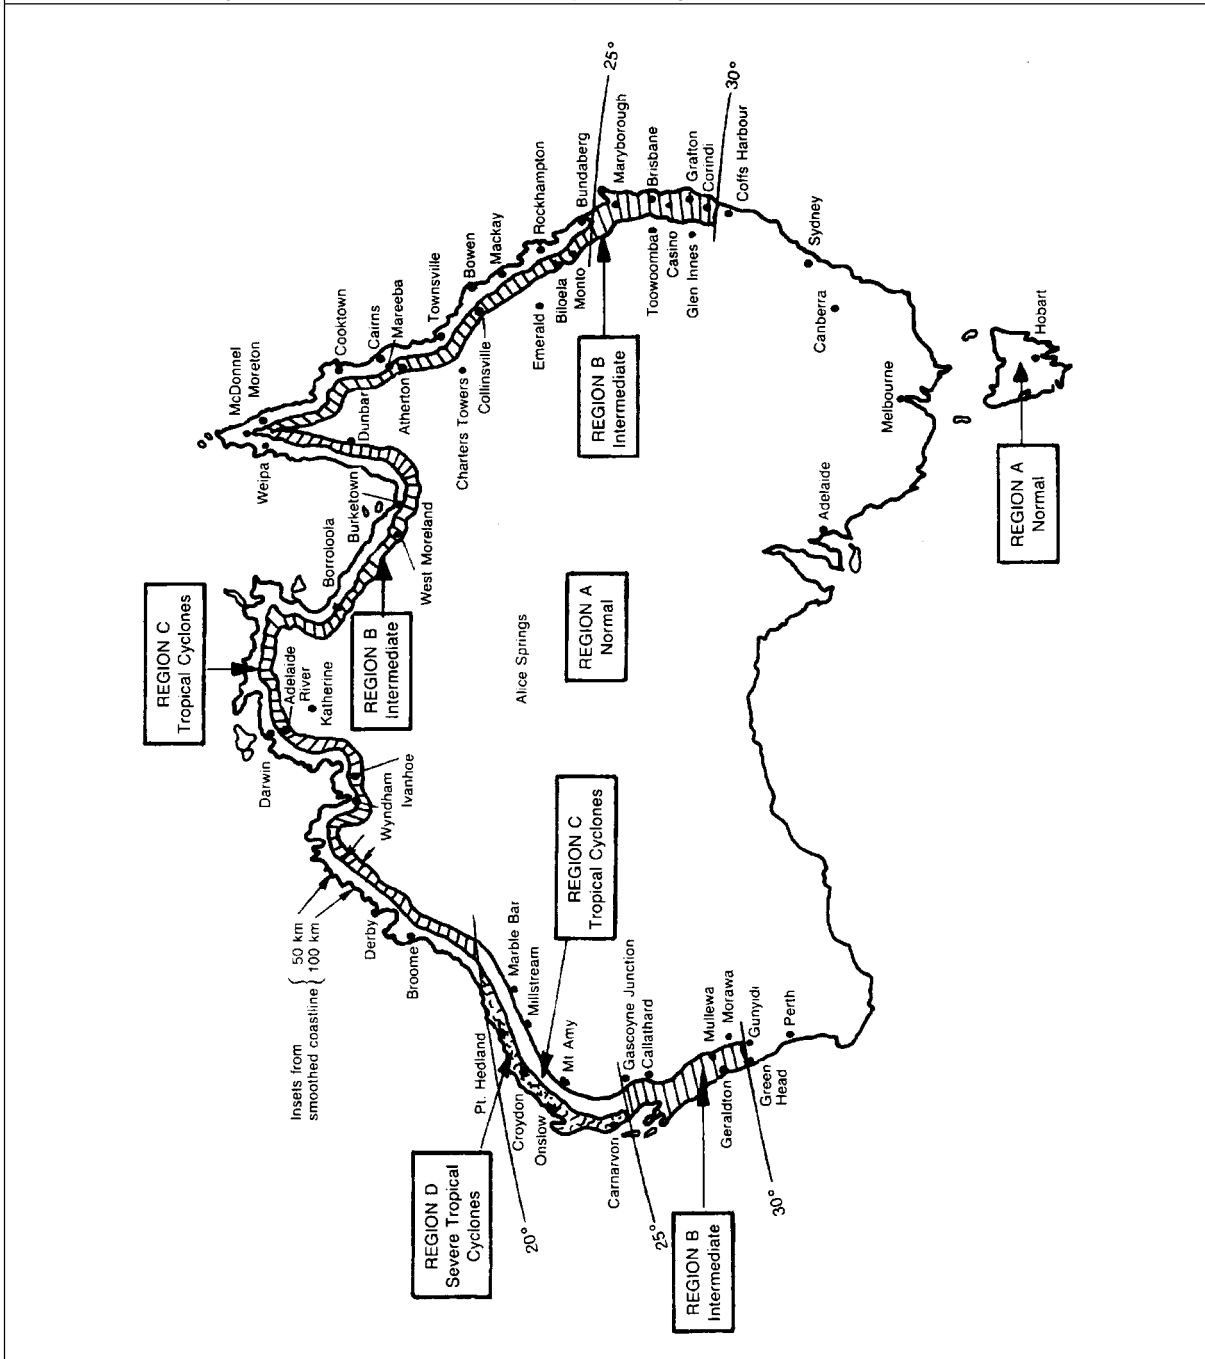 McDonnel
Moreton
Weipa
Cooktown
Cairns
Mareeba
Dunbar
Atherton
Townsville
Bowen
Mackay
Charters Towers
Collinsville
Rockhampton
Bundaberg
Emerald
Biloela
Monto
25°
Maryborough
Brisbane
Toowoomba
Casino
Glen Innes
Grafton
Corindi
30°
Coffs Harbour
Sydney
Canberra
Melbourne
Hobart
Adelaide
REGION A
Normal
REGION B
Intermediate
REGION A
Normal
Alice Springs
Burketown
West Moreland
Borroloola
REGION B
Intermediate
REGION C
Tropical Cyclones
Adelaide
River
Katherine
Darwin
Wyndham
Ivanhoe
Insets from
smoothed coastline
50 km
100 km
Derby
Broome
REGION C
Tropical Cyclones
Marble Bar
Millstream
Mt Amy
Pt. Hedland
Croydon
Onslow
REGION D
Severe Tropical
Cyclones
20°
Carnarvon
Gascoyne Junction
Callathard
25°
REGION B
Intermediate
Mullewa
Morawa
Gunyidi
Geraldton
Green
Head
Perth
30°